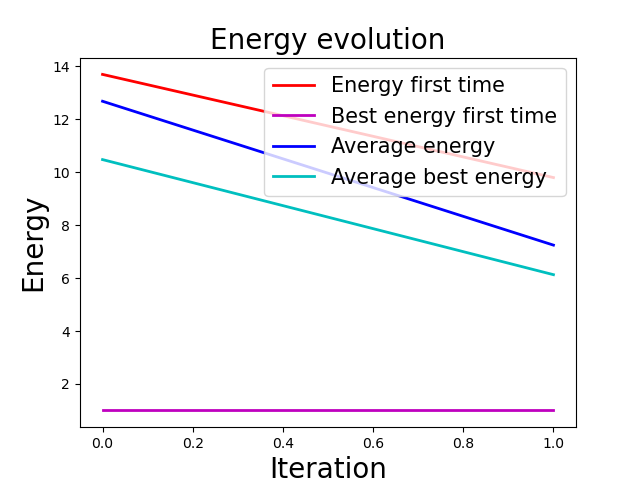 Energy evolution
Energy first time
Best energy first time
Average energy
Average best energy
Energy
14
12
10
8
6
4
2
0.0 0.2 0.4 0.6 0.8 1.0
Iteration